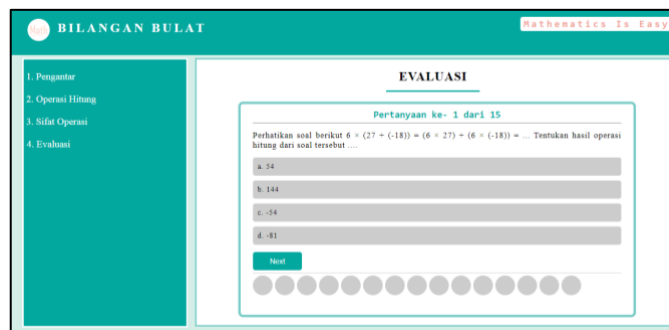 Math
BILANGAN BULAT
Mathematics Is Easy
1. Pengantar
2. Operasi Hitung
3. Sifat Operasi
4. Evaluasi
EVALUASI
Pertanyaan ke- 1 dari 15
Perhatikan soal berikut 6 × (27 + (-18)) = (6 × 27) + (6 × (-18)) = ... Tentukan hasil operasi
hitung dari soal tersebut ....
a. 54
b. 144
c. -54
d. -81
Next